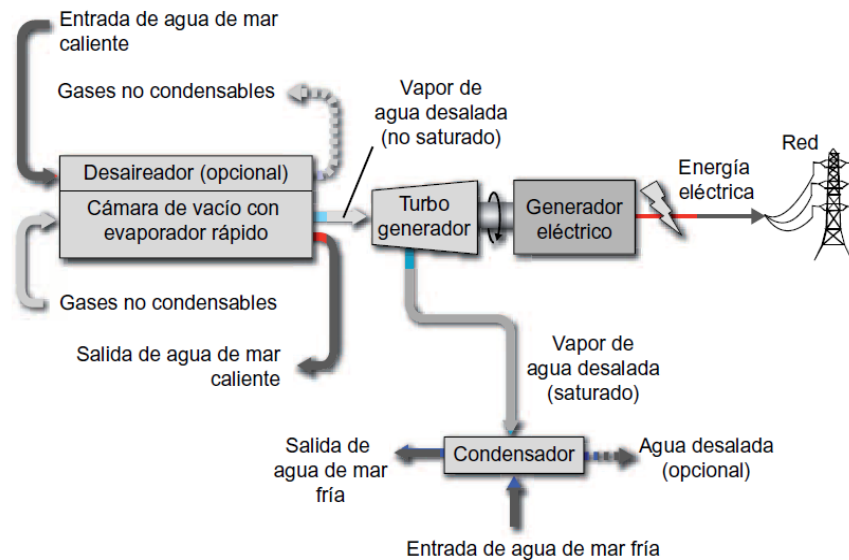 Entrada de agua de mar
caliente
Gases no condensables
Vapor de
agua desalada
(no saturado)
Desaireador (opcional)
Cámara de vacío con
evaporador rápido
Turbo
generador
Generador
eléctrico
Energía
eléctrica
Red
Gases no condensables
Salida de agua de mar
caliente
Vapor de
agua desalada
(saturado)
Salida de
agua de mar
fría
Condensador
Agua desalada
(opcional)
Entrada de agua de mar fría